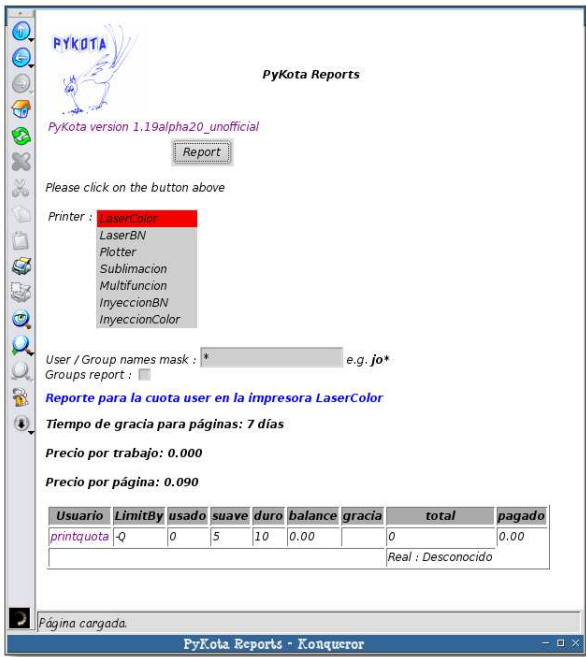 PYKOTA
PyKota Reports
PyKota version 1.19alpha20_unofficial
Report
Please click on the button above
Printer : LaserColor
LaserBN
Plotter
Sublimacion
Multifuncion
InyeccionBN
InyeccionColor
User / Group names mask : * e.g. jo*
Groups report :
Reporte para la cuota user en la impresora LaserColor
Tiempo de gracia para páginas: 7 días
Precio por trabajo: 0.000
Precio por página: 0.090
Usuario LimitBy usado suave duro balance gracia total pagado
printquota -Q 0 5 10 0.00 0 0.00
Real : Desconocido
Página cargada.
PyKota Reports - Konqueror